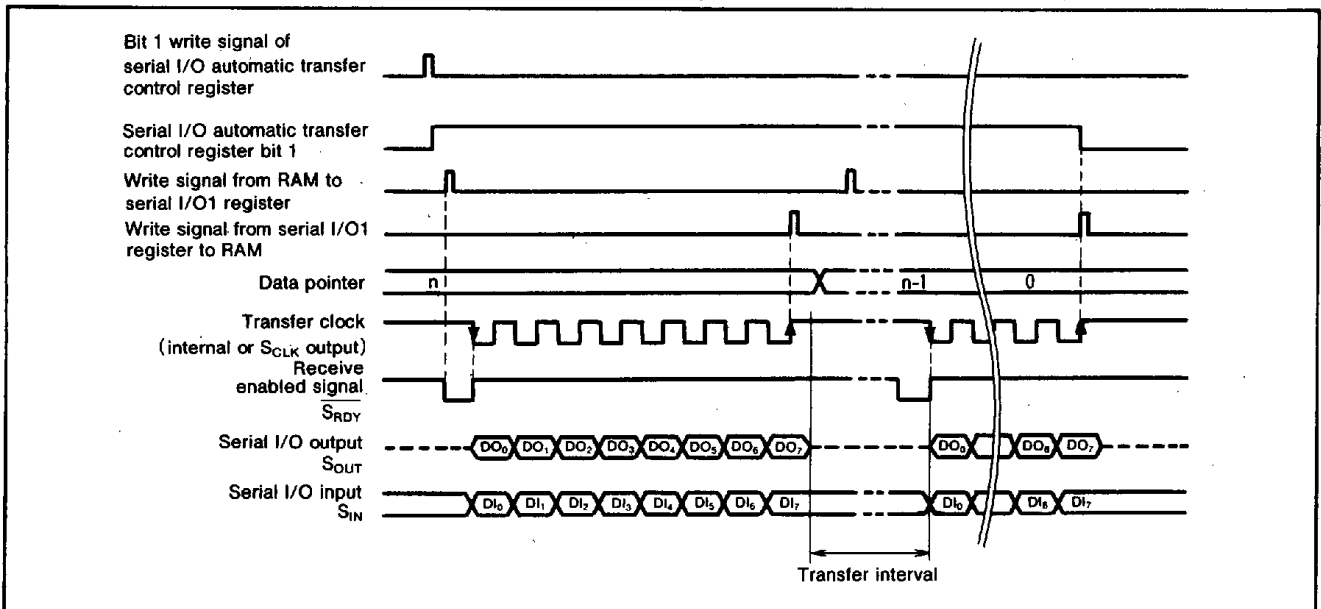 Bit 1 write signal of
serial I/O automatic transfer
control register
Serial I/O automatic transfer
control register bit 1
Write signal from RAM to
serial I/O1 register
Write signal from serial I/O1
register to RAM
Data pointer n n-1 0
Transfer clock
(internal or SCLK output)
Receive
enabled signal
SRDY
Serial I/O output DO0 DO1 DO2 DO3 DO4 DO5 DO6 DO7 DO0 DO6 DO7
SOUT
Serial I/O input DI0 DI1 DI2 DI3 DI4 DI5 DI6 DI7 DI0 DI6 DI7
SIN
Transfer interval